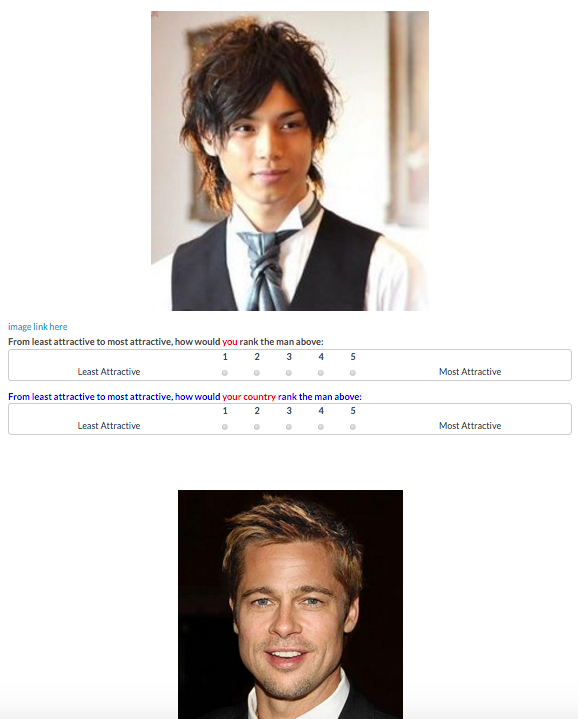 image link here
From least attractive to most attractive, how would you rank the man above:
1 2 3 4 5
Least Attractive Most Attractive
From least attractive to most attractive, how would your country rank the man above:
1 2 3 4 5
Least Attractive Most Attractive